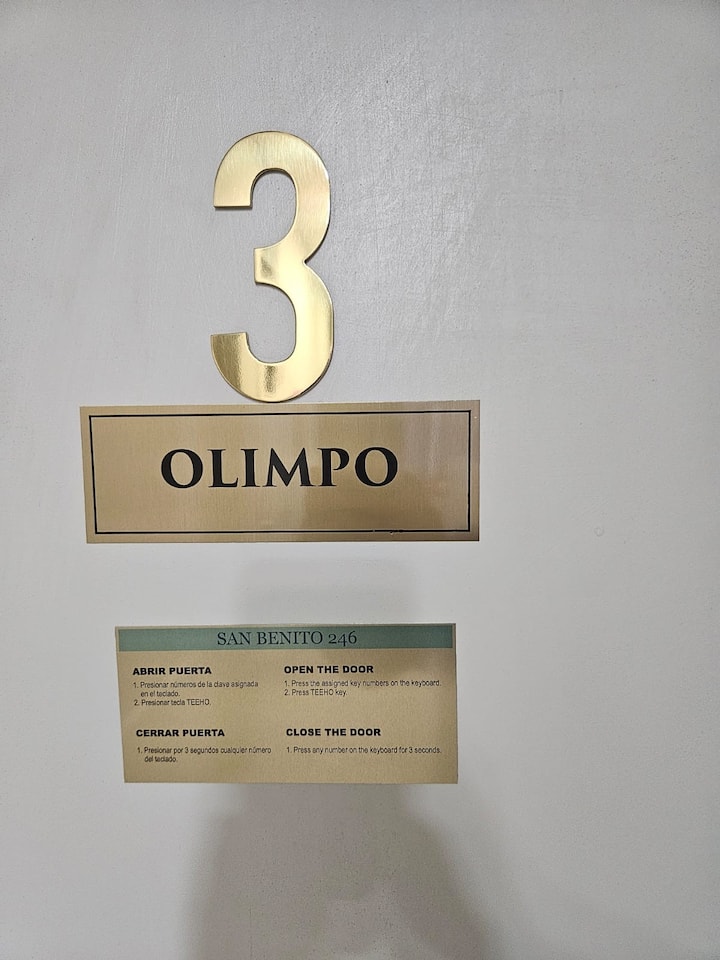 3
OLIMPO
SAN BENITO 246
ABRIR PUERTA
1. Presionar números de la clave asignada
en el teclado.
2. Presionar tecla TEEHO.
OPEN THE DOOR
1. Press the assigned key numbers on the keyboard.
2. Press TEEHO key.
CERRAR PUERTA
1. Presionar por 3 segundos cualquier número
del teclado.
CLOSE THE DOOR
1. Press any number on the keyboard for 3 seconds.